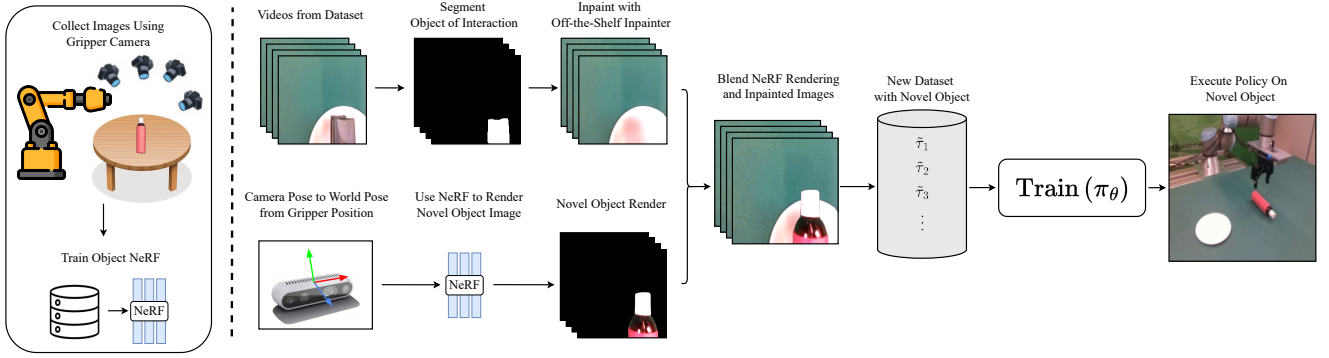 Collect Images Using
Gripper Camera
Train Object NeRF
NeRF
Videos from Dataset
Segment
Object of Interaction
Inpaint with
Off-the-Shelf Inpainter
Camera Pose to World Pose
from Gripper Position
Use NeRF to Render
Novel Object Image
NeRF
Novel Object Render
Blend NeRF Rendering
and Inpainted Images
New Dataset
with Novel Object
τ̃₁
τ̃₂
τ̃₃
⋮
Train (π_θ)
Execute Policy On
Novel Object